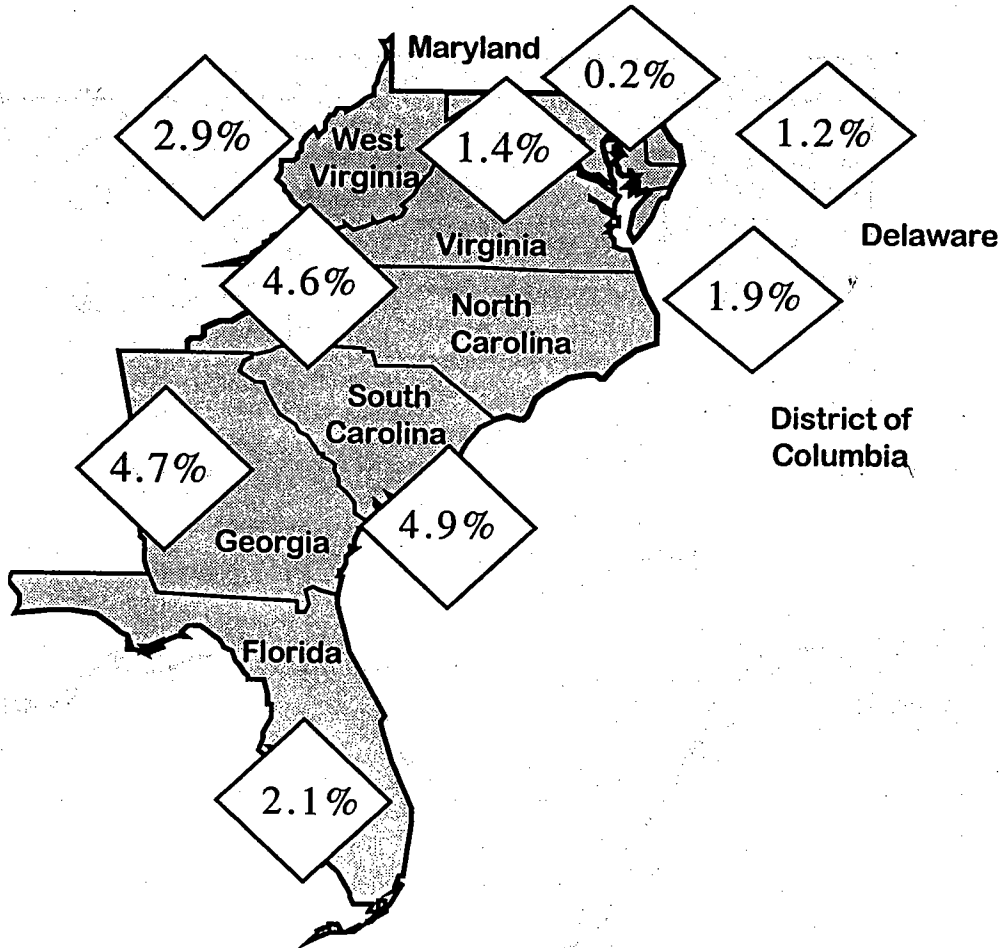 Maryland
0.2%
2.9%
West
Virginia
1.4%
1.2%
Delaware
Virginia
4.6%
1.9%
North
Carolina
South
Carolina
District of
Columbia
4.7%
4.9%
Georgia
Florida
2.1%